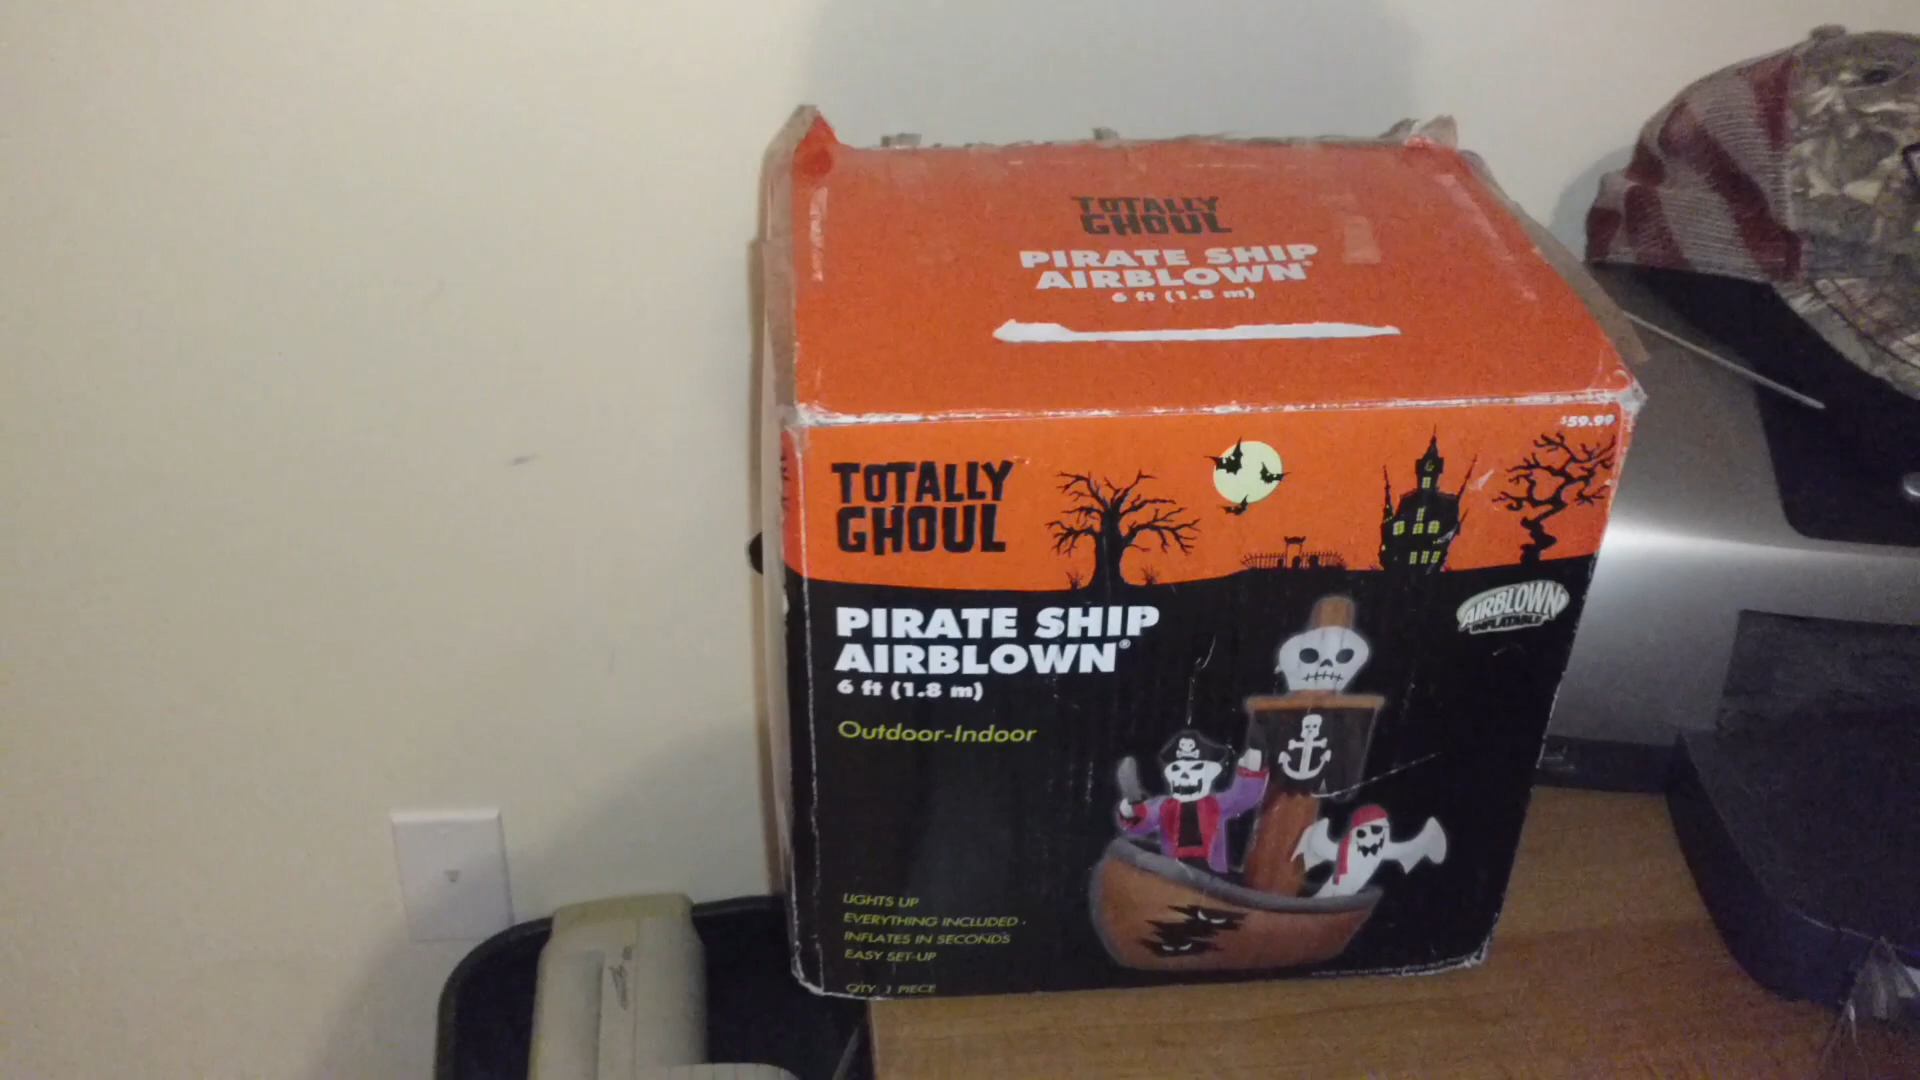 TOTALLY
GHOUL
PIRATE SHIP
AIRBLOWN®
6 ft (1.8 m)
$59.99
TOTALLY
GHOUL
PIRATE SHIP
AIRBLOWN®
6 ft (1.8 m)
Outdoor-Indoor
AIRBLOWN
INFLATABLE
LIGHTS UP
EVERYTHING INCLUDED
INFLATES IN SECONDS
EASY SET-UP
QTY: 1 PIECE